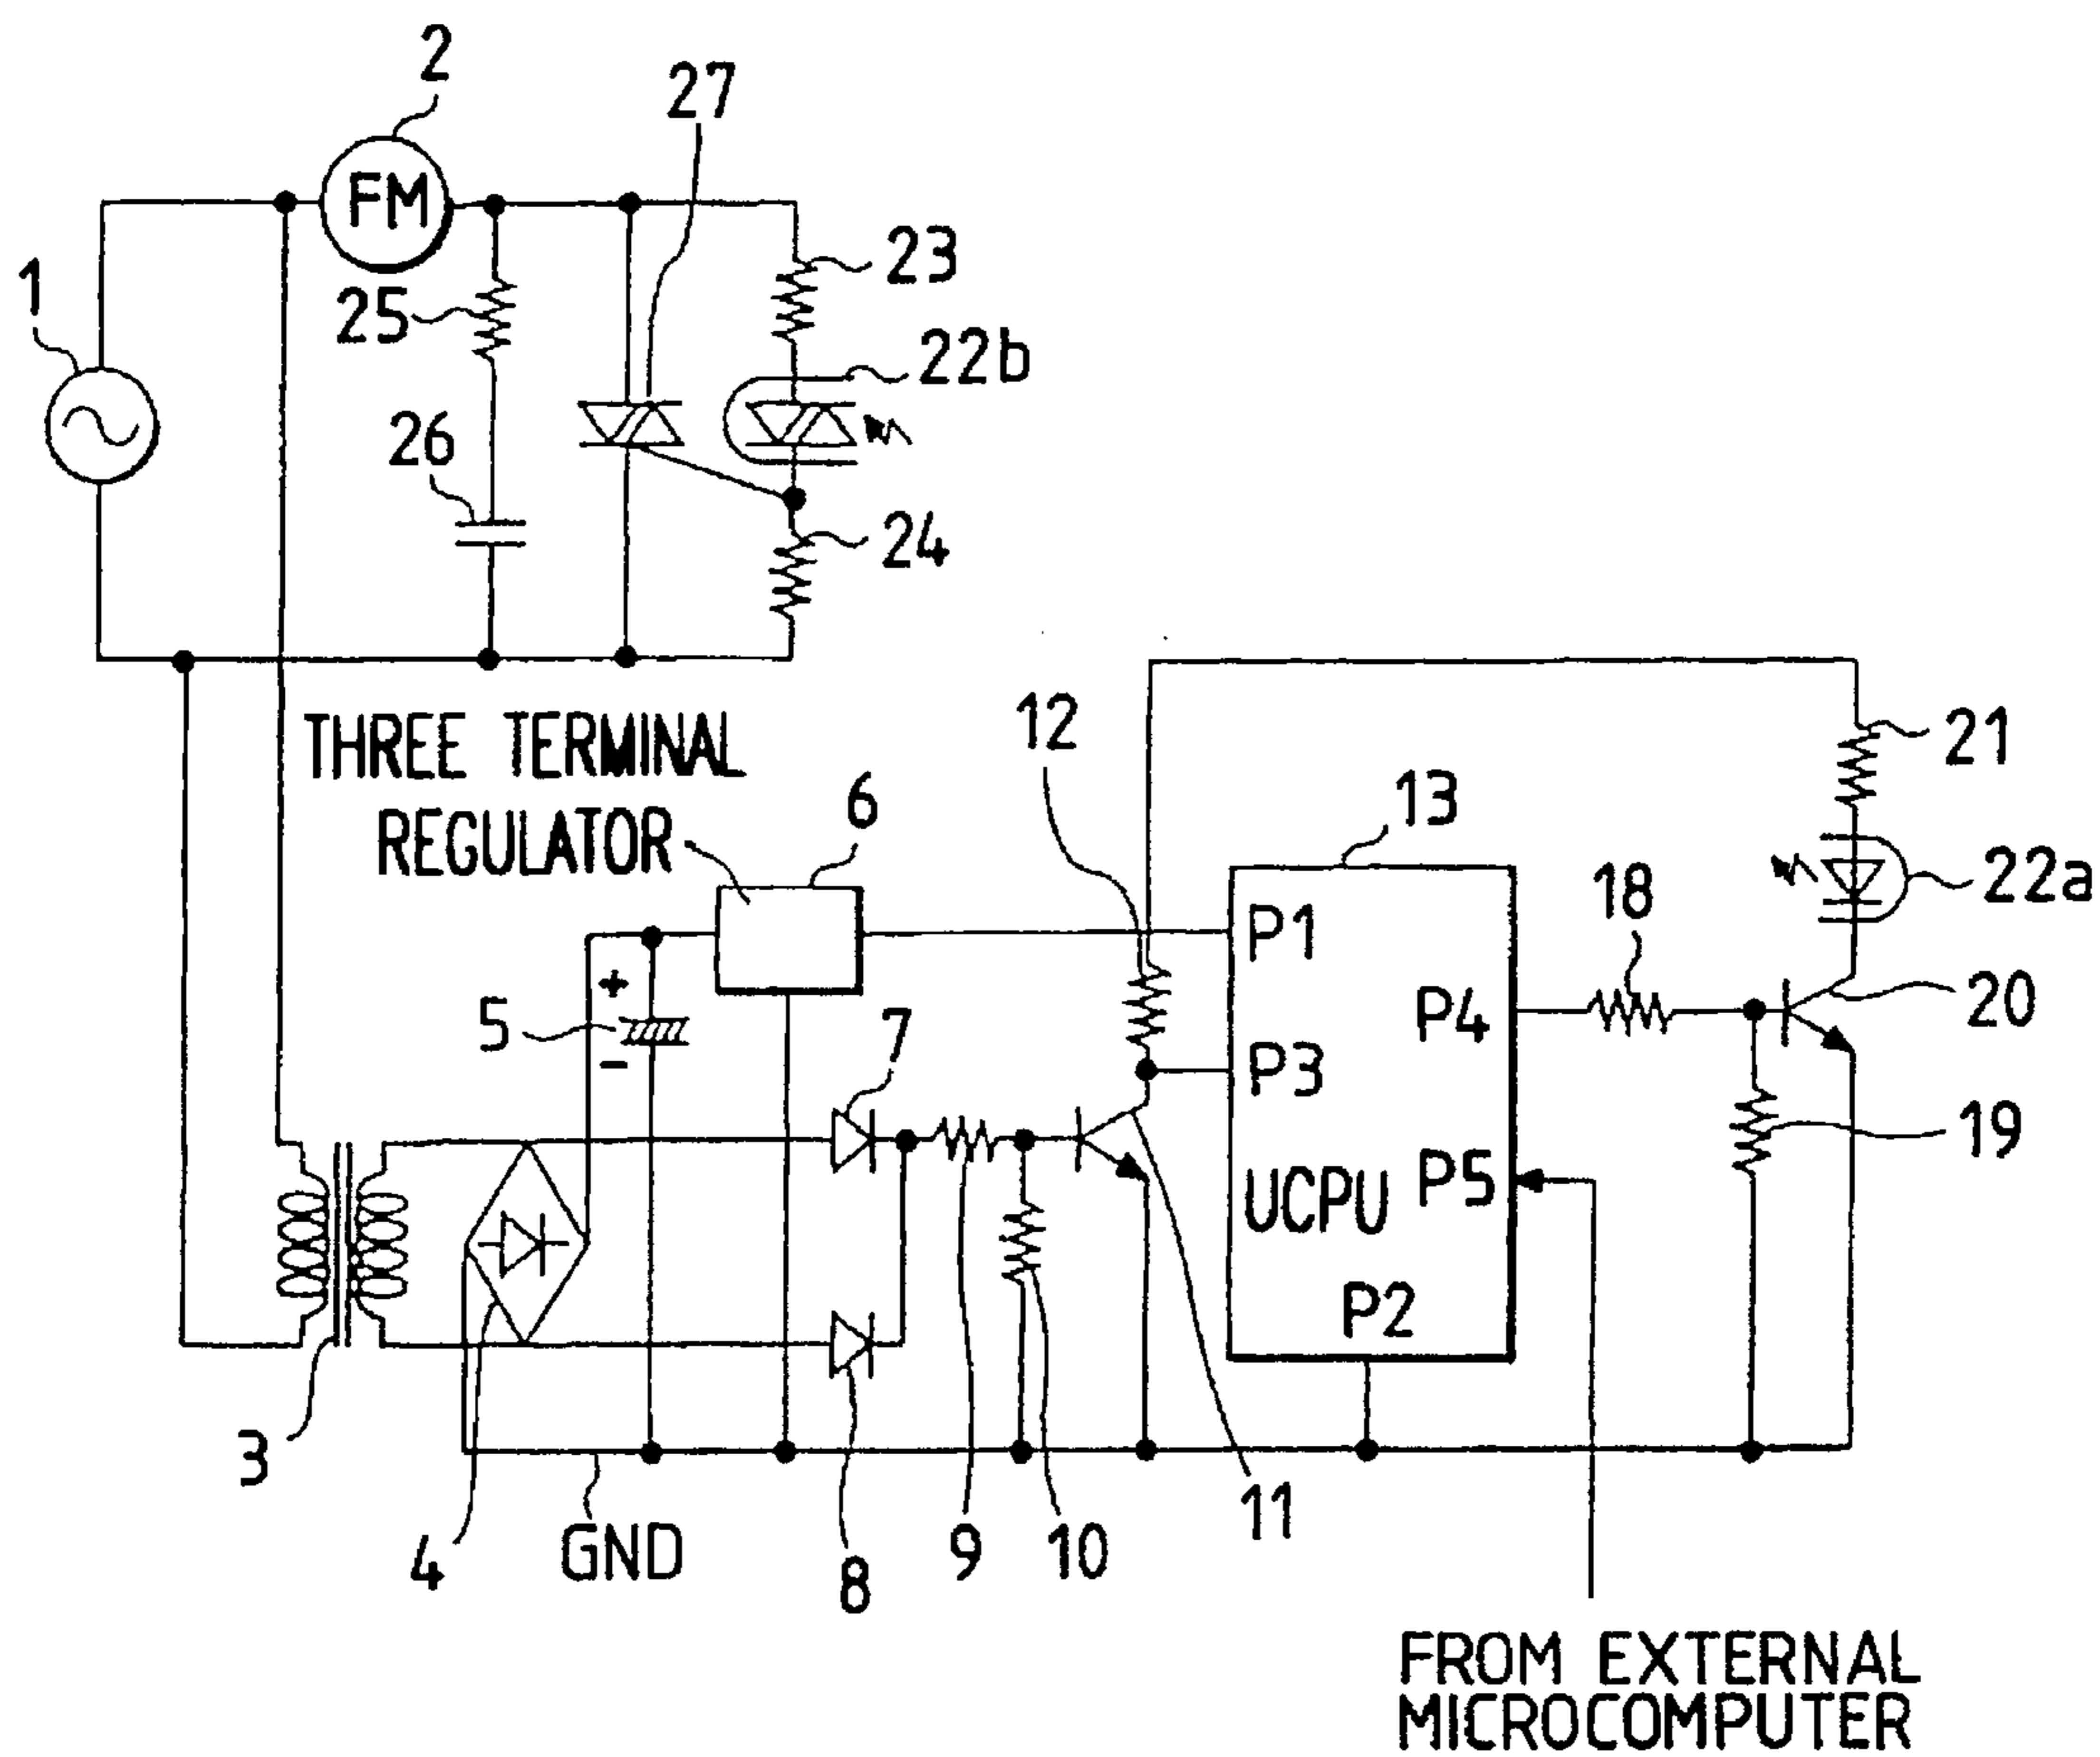 2
27
FM
1
23
25
22b
26
24
THREE TERMINAL
REGULATOR
6
12
13
21
18
22a
P1
+
5
-
7
P4
20
P3
19
P5
UCPU
P2
3
4
GND
8
9
10
11
FROM EXTERNAL
MICROCOMPUTER